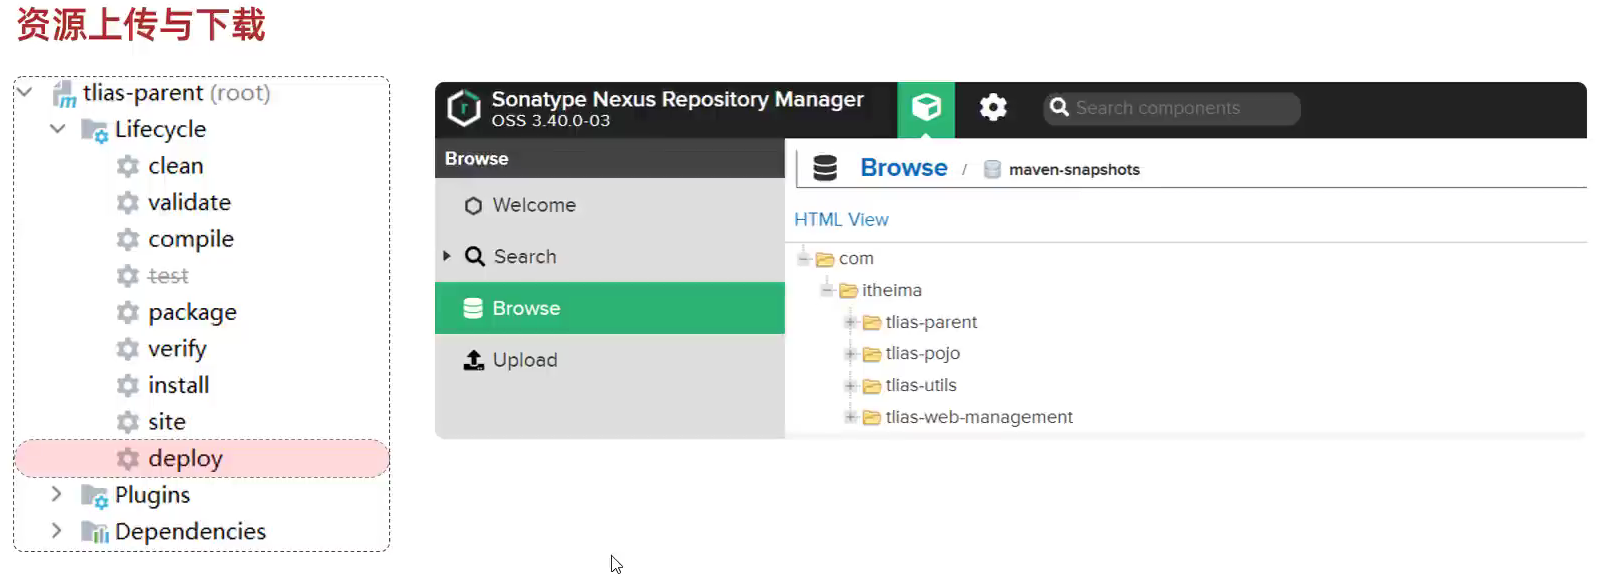 资源上传与下载
tlias-parent (root)
Lifecycle
clean
validate
compile
test
package
verify
install
site
deploy
Plugins
Dependencies
Sonatype Nexus Repository Manager
OSS 3.40.0-03
Search components
Browse
Welcome
Search
Browse
Upload
Browse / maven-snapshots
HTML View
com
itheima
tlias-parent
tlias-pojo
tlias-utils
tlias-web-management